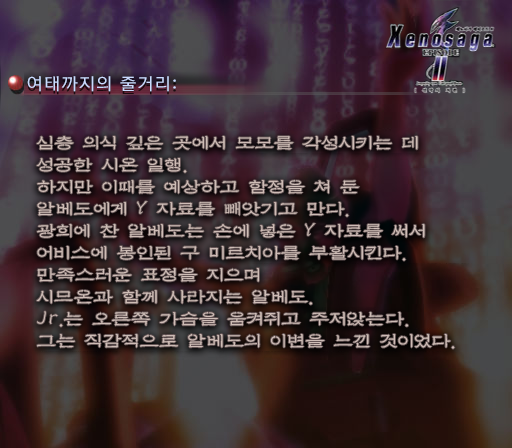 Xenosaga
EPISODE
II
여태까지의 줄거리:
심층 의식 깊은 곳에서 모모를 각성시키는 데
성공한 시온 일행.
하지만 이때를 예상하고 함정을 쳐 둔
알베도에게 Y 자료를 빼앗기고 만다.
광희에 찬 알베도는 손에 넣은 Y 자료를 써서
어비스에 봉인된 구 미르치아를 부활시킨다.
만족스러운 표정을 지으며
시므온과 함께 사라지는 알베도.
Jr.는 오른쪽 가슴을 움켜쥐고 주저앉는다.
그는 직감적으로 알베도의 이변을 느낀 것이었다.